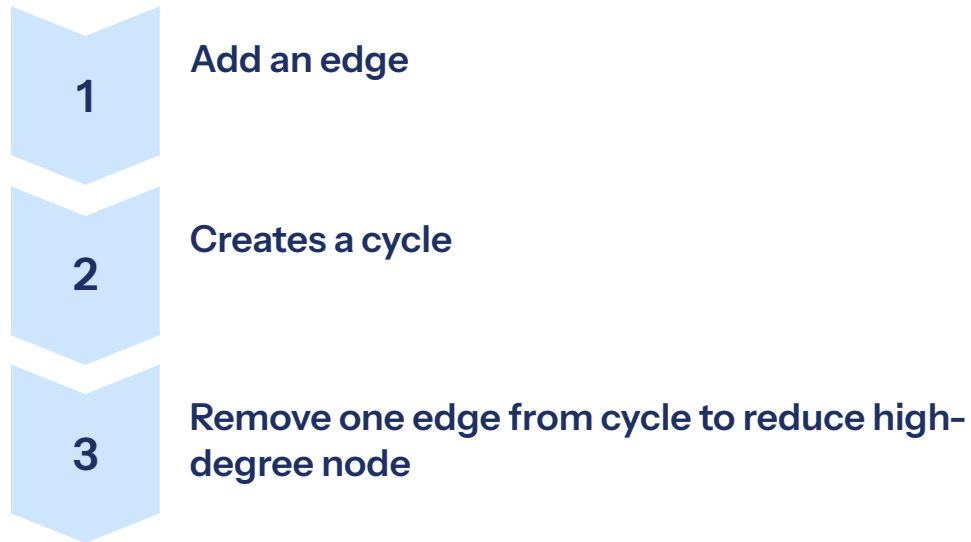 1
Add an edge
2
Creates a cycle
3
Remove one edge from cycle to reduce high-
degree node